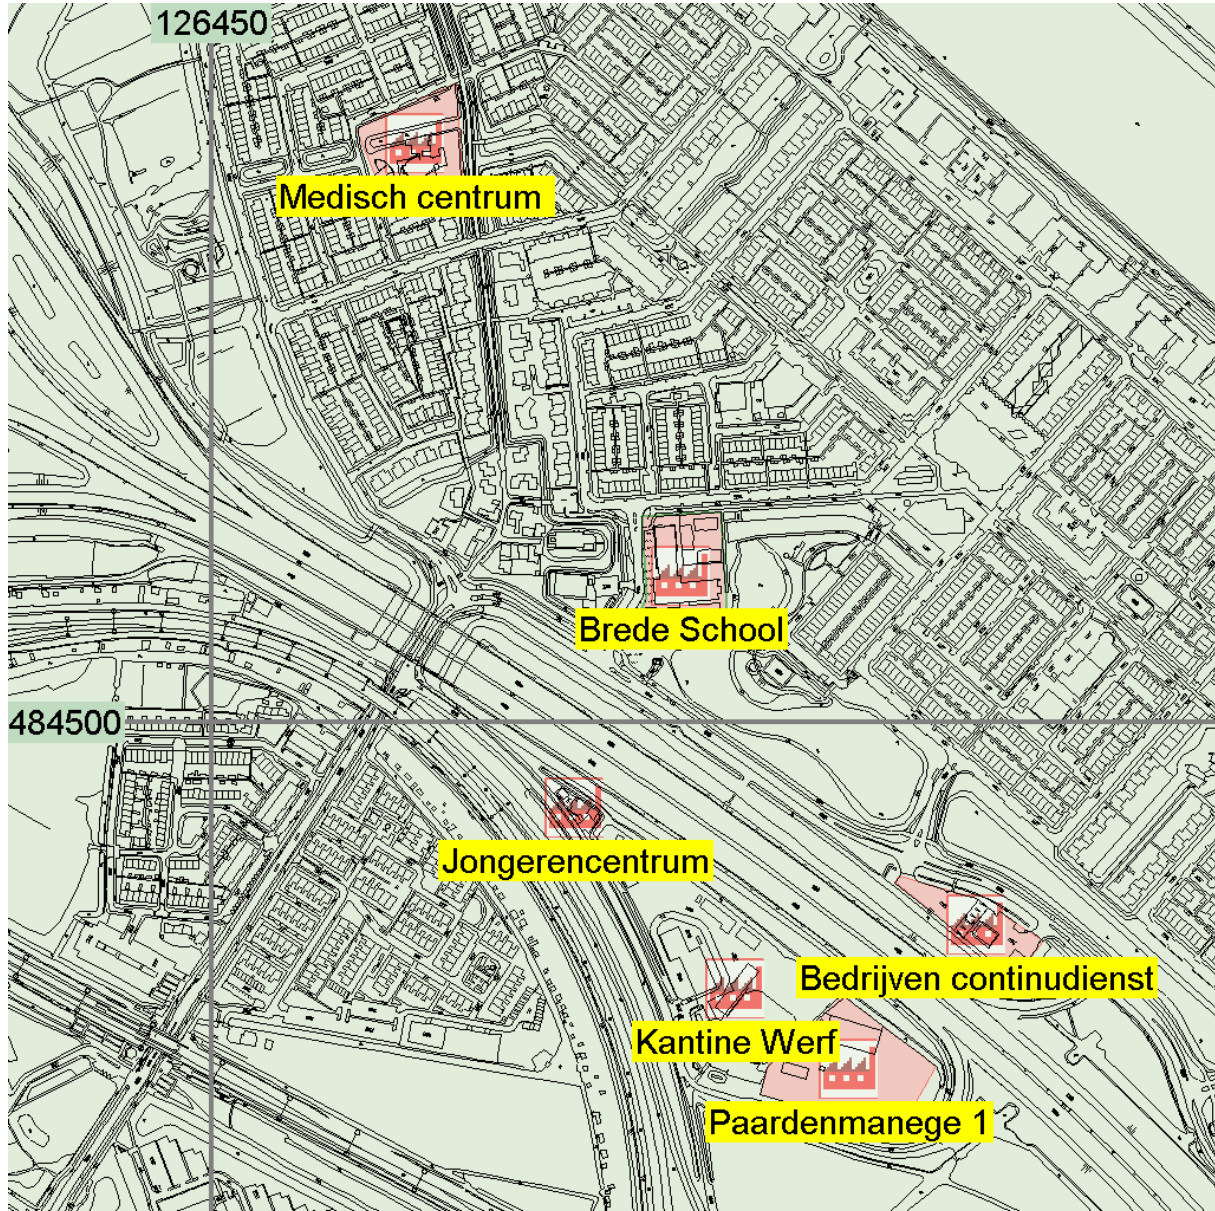 126450
Medisch centrum
Brede School
484500
Jongerencentrum
Bedrijven continudienst
Kantine Werf
Paardenmanege 1